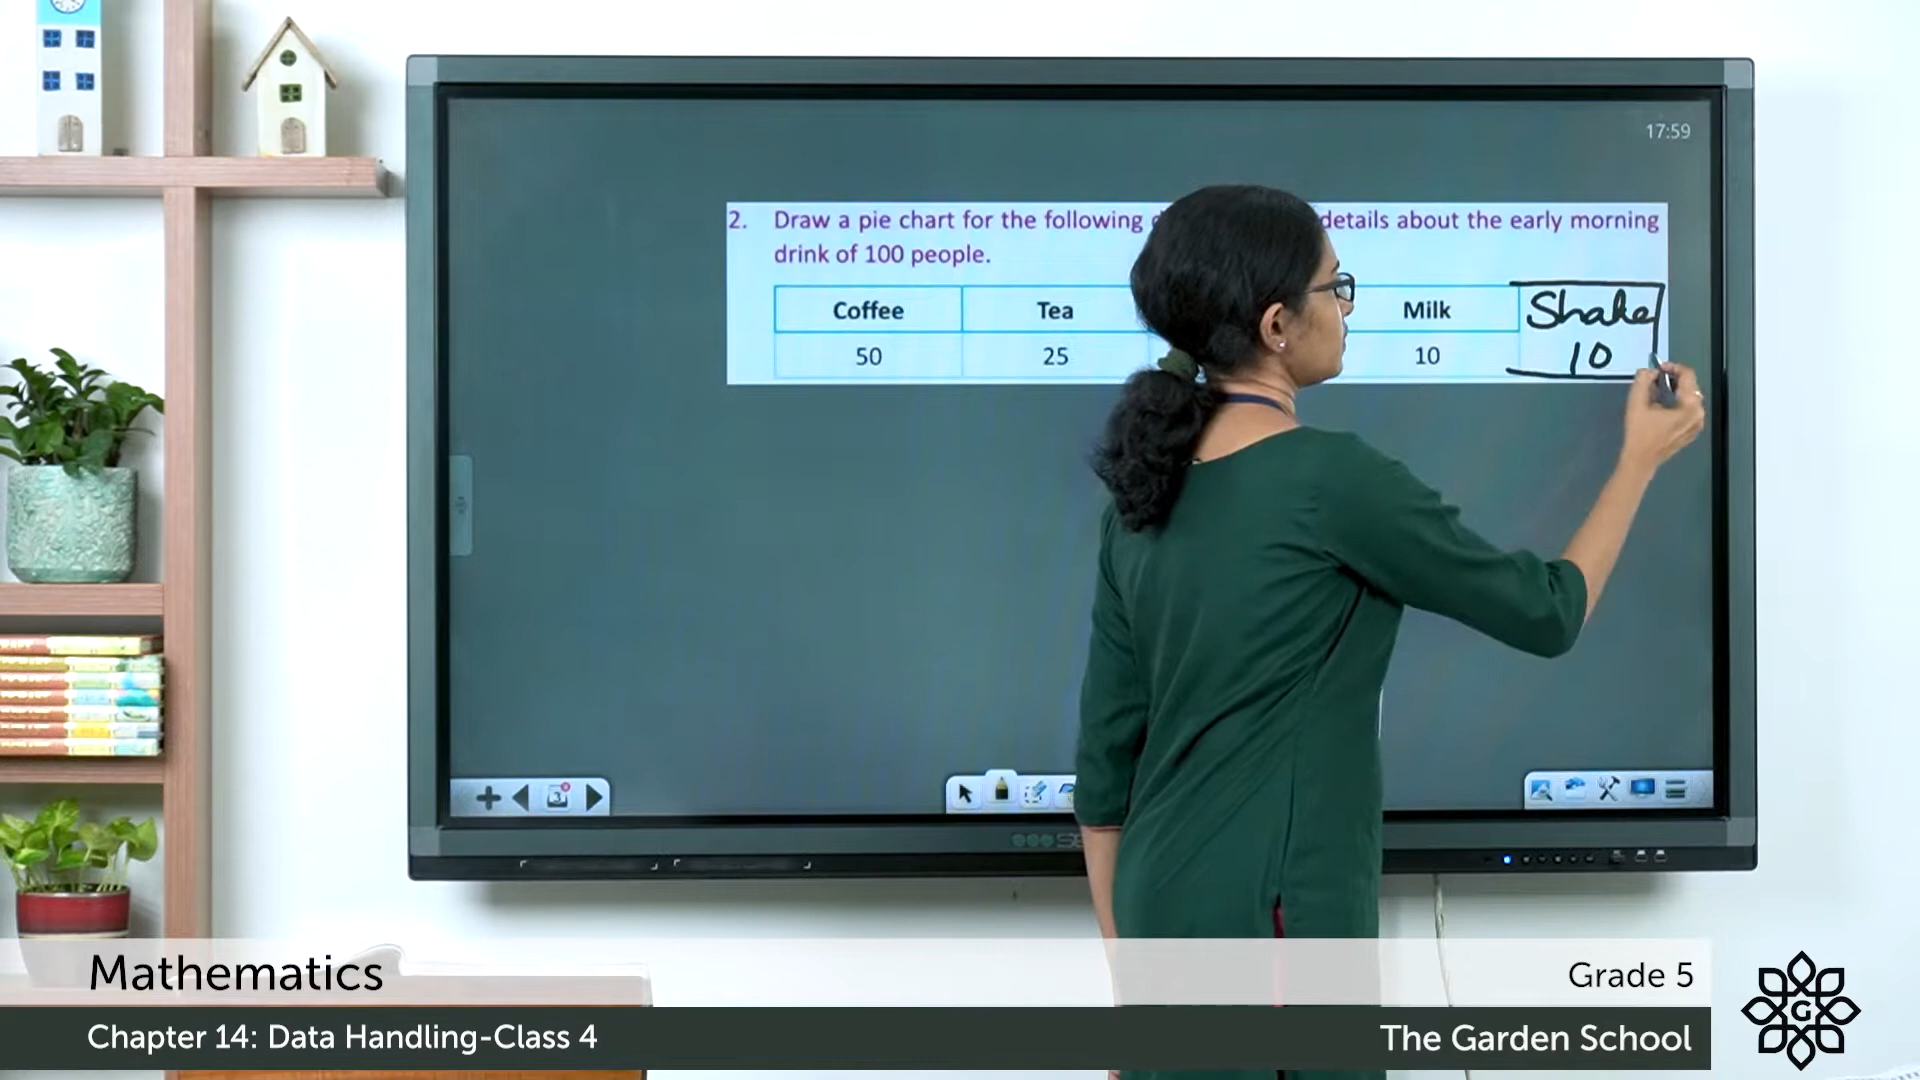 17:59
2. Draw a pie chart for the following details about the early morning
drink of 100 people.
Coffee Tea Milk Shake
50 25 10 10
3
Mathematics
Grade 5
Chapter 14: Data Handling-Class 4
The Garden School
G